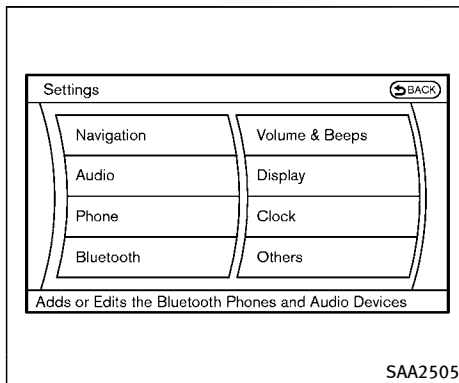 Settings
BACK
Navigation
Volume & Beeps
Audio
Display
Phone
Clock
Bluetooth
Others
Adds or Edits the Bluetooth Phones and Audio Devices
SAA2505